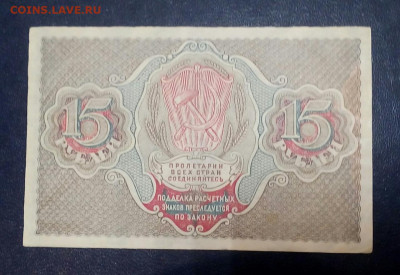 COINS.LAVE.RU
15
15
ПРОЛЕТАРИИ
ВСЕХ СТРАН
СОЕДИНЯЙТЕСЬ
ПОДДЕЛКА РАСЧЕТНЫХ
ЗНАКОВ ПРЕСЛЕДУЕТСЯ
ПО ЗАКОНУ